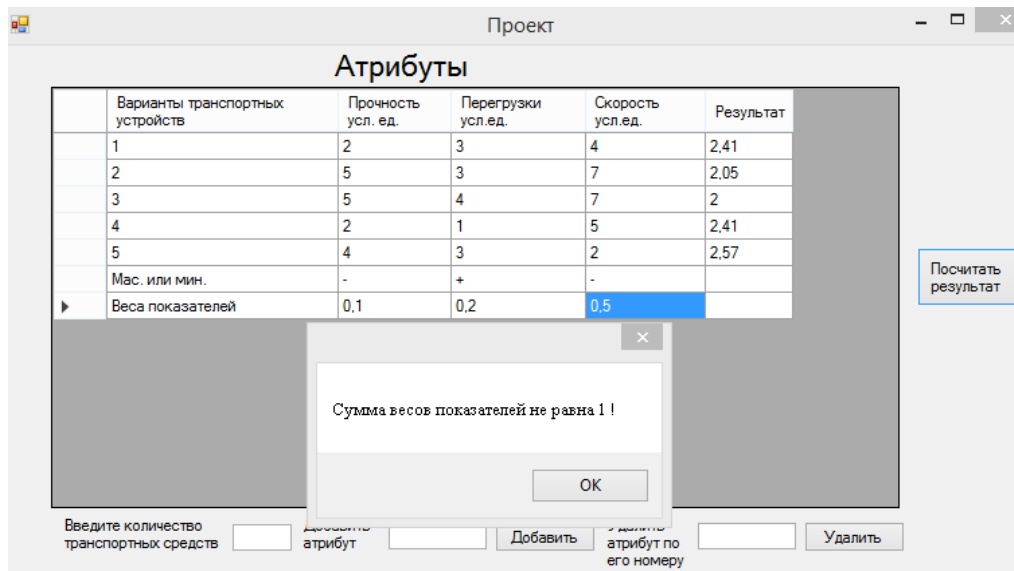 Проект
Атрибуты
Варианты транспортных устройств Прочность усл. ед. Перегрузки усл.ед. Скорость усл.ед. Результат
1 2 3 4 2,41
2 5 3 7 2,05
3 5 4 7 2
4 2 1 5 2,41
5 4 3 2 2,57
Мас. или мин. - + -
Веса показателей 0,1 0,2 0,5
Посчитать
результат
Сумма весов показателей не равна 1 !
OK
Введите количество
транспортных средств
Добавить
атрибут
Добавить
Удалить
атрибут по
его номеру
Удалить